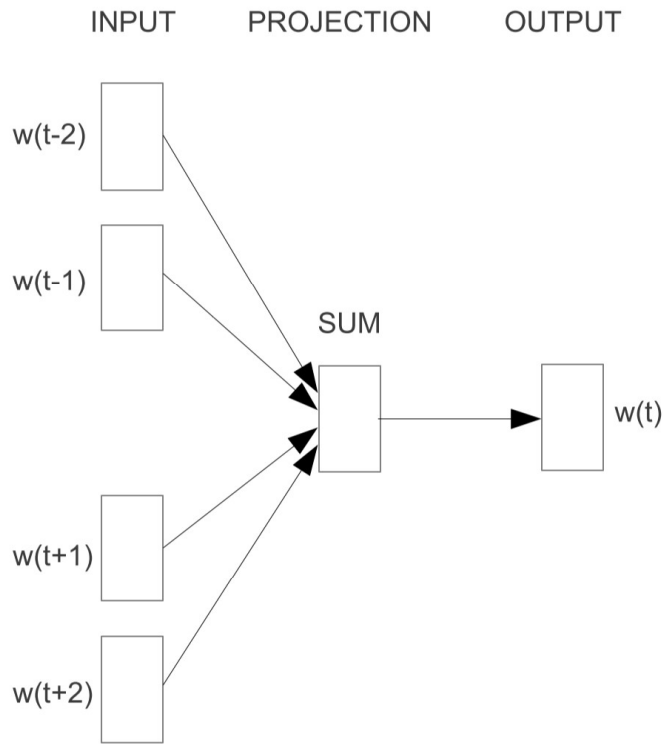 INPUT PROJECTION OUTPUT
w(t-2)
w(t-1)
SUM
w(t)
w(t+1)
w(t+2)